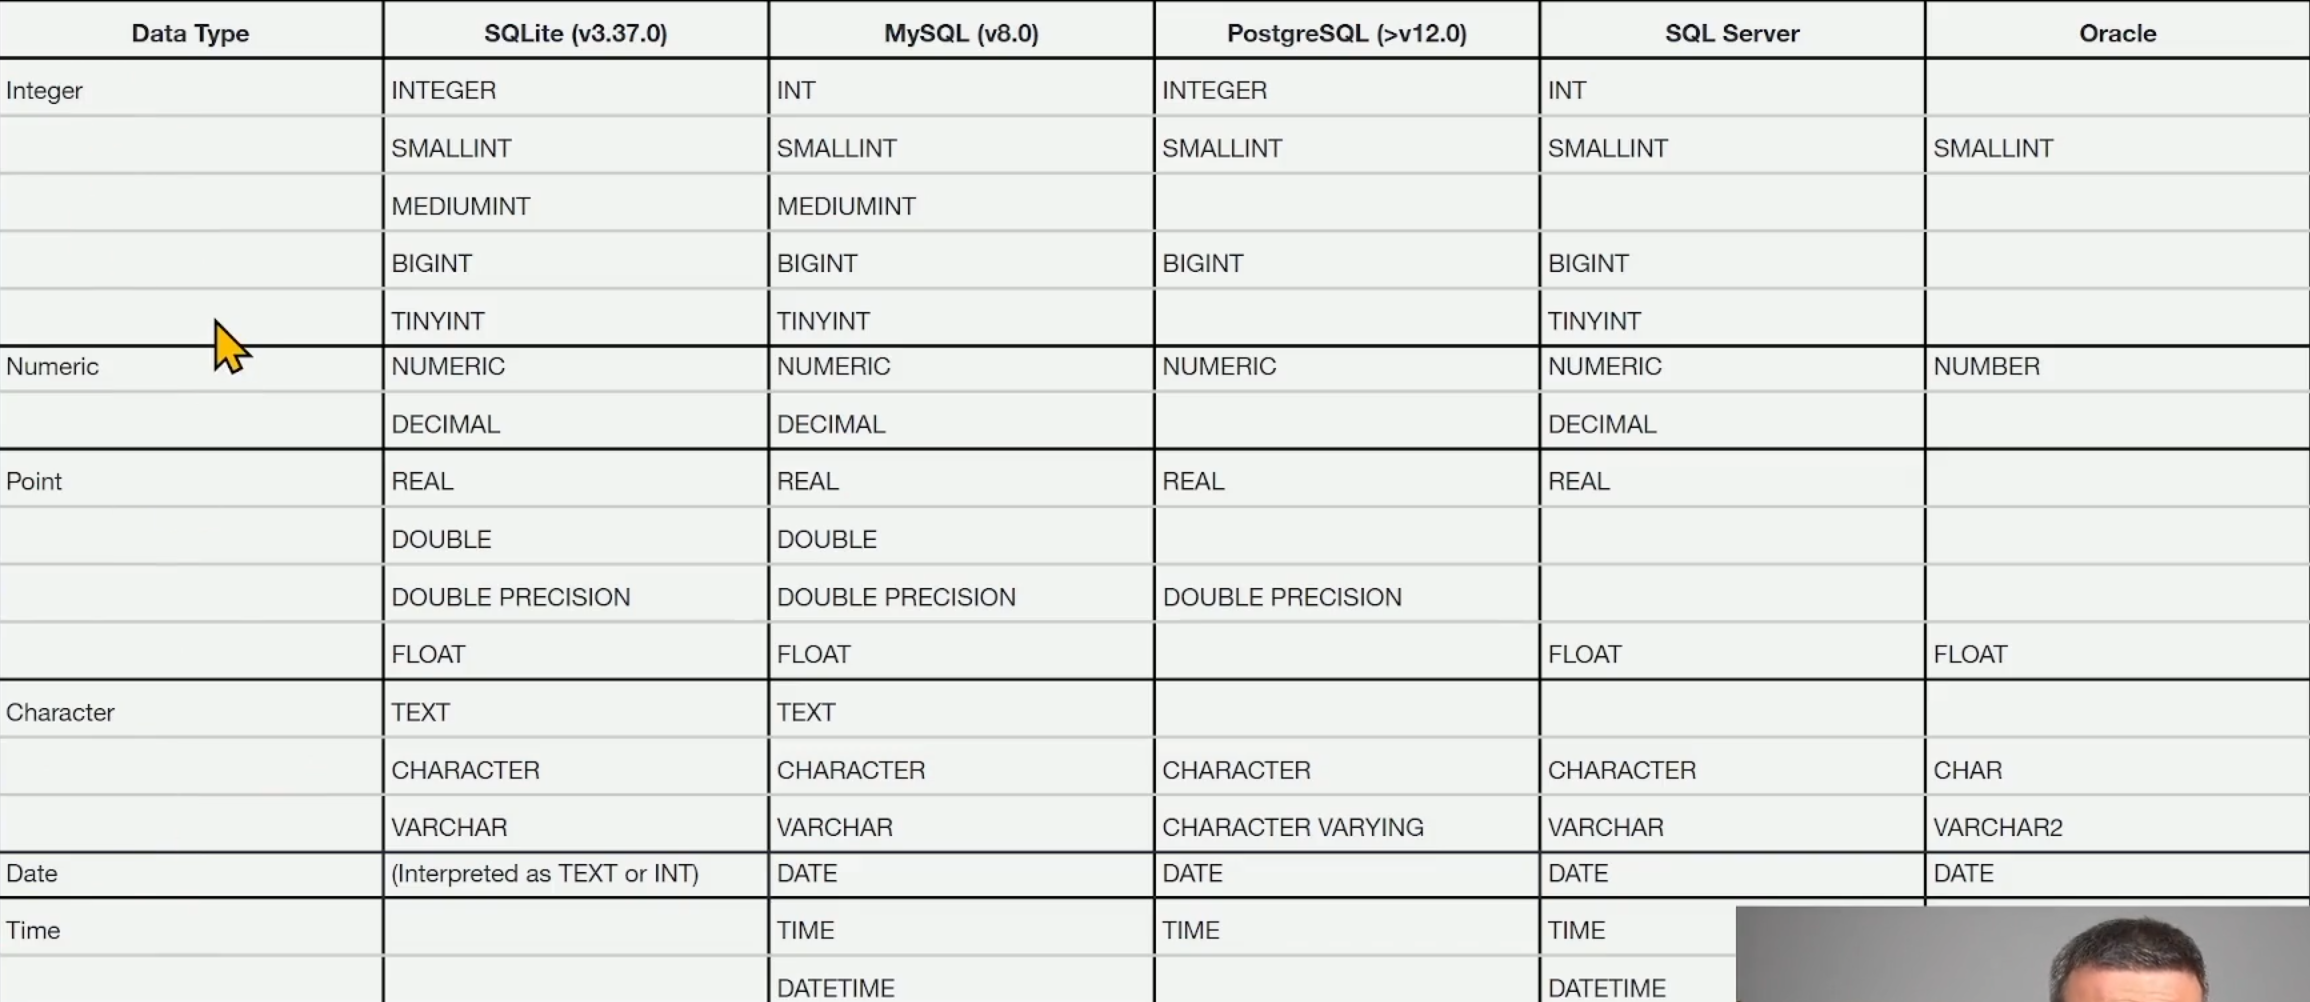 Data Type SQLite (v3.37.0) MySQL (v8.0) PostgreSQL (>v12.0) SQL Server Oracle
Integer INTEGER INT INTEGER INT
SMALLINT SMALLINT SMALLINT SMALLINT SMALLINT
MEDIUMINT MEDIUMINT
BIGINT BIGINT BIGINT BIGINT
TINYINT TINYINT TINYINT
Numeric NUMERIC NUMERIC NUMERIC NUMERIC NUMBER
DECIMAL DECIMAL DECIMAL
Point REAL REAL REAL REAL
DOUBLE DOUBLE
DOUBLE PRECISION DOUBLE PRECISION DOUBLE PRECISION
FLOAT FLOAT FLOAT FLOAT
Character TEXT TEXT
CHARACTER CHARACTER CHARACTER CHARACTER CHAR
VARCHAR VARCHAR CHARACTER VARYING VARCHAR VARCHAR2
Date (Interpreted as TEXT or INT) DATE DATE DATE DATE
Time TIME TIME TIME
DATETIME DATETIME